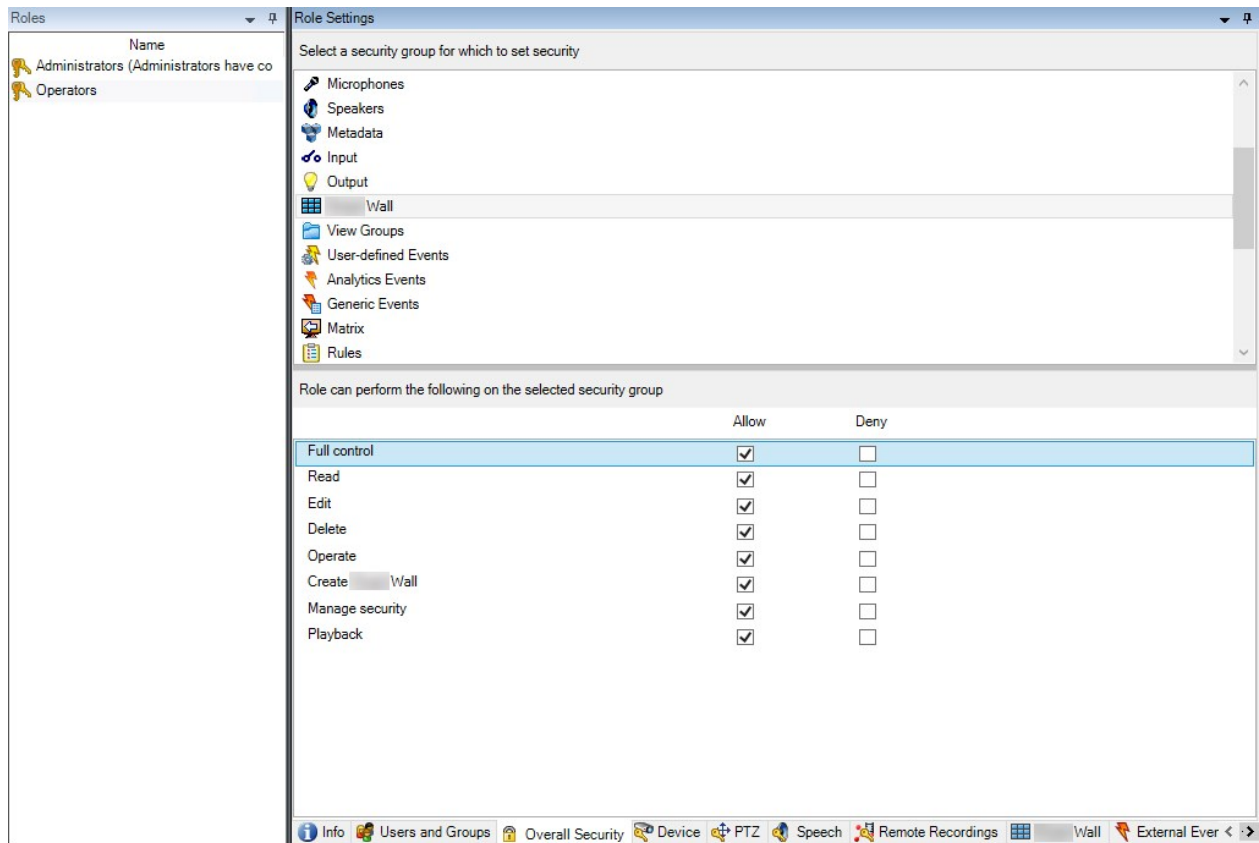 Roles
Name
Administrators (Administrators have co
Operators
Role Settings
Select a security group for which to set security
Microphones
Speakers
Metadata
Input
Output
Wall
View Groups
User-defined Events
Analytics Events
Generic Events
Matrix
Rules
Role can perform the following on the selected security group
Allow Deny
Full control
Read
Edit
Delete
Operate
Create Wall
Manage security
Playback
Info Users and Groups Overall Security Device PTZ Speech Remote Recordings Wall External Ever